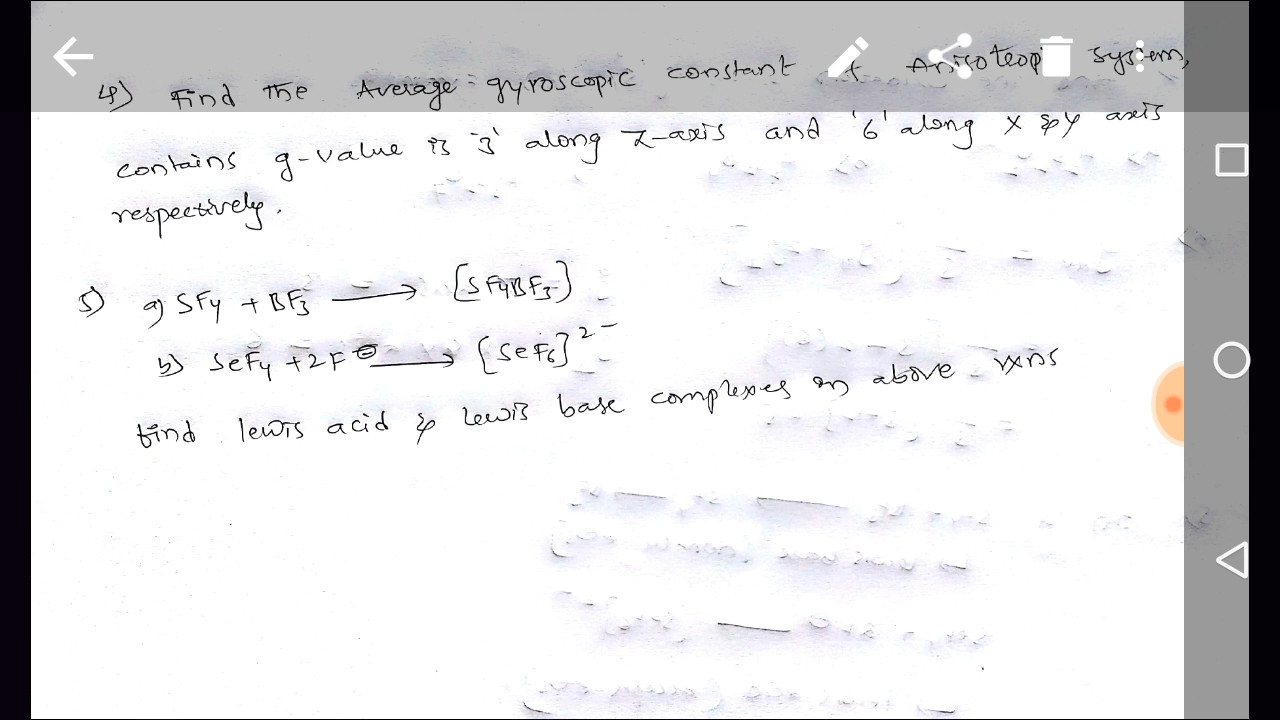 4) Find the Average gyroscopic constant of Anisotropi system,
contains g-value is '3' along Z-axis and '6' along X & Y axis
respectively.
5) a) SF4 + BF3 ⟶ [SF4BF3]
b) SeF4 + 2F⊖ ⟶ [SeF6]2-
find lewis acid & lewis base complexes in above rxns